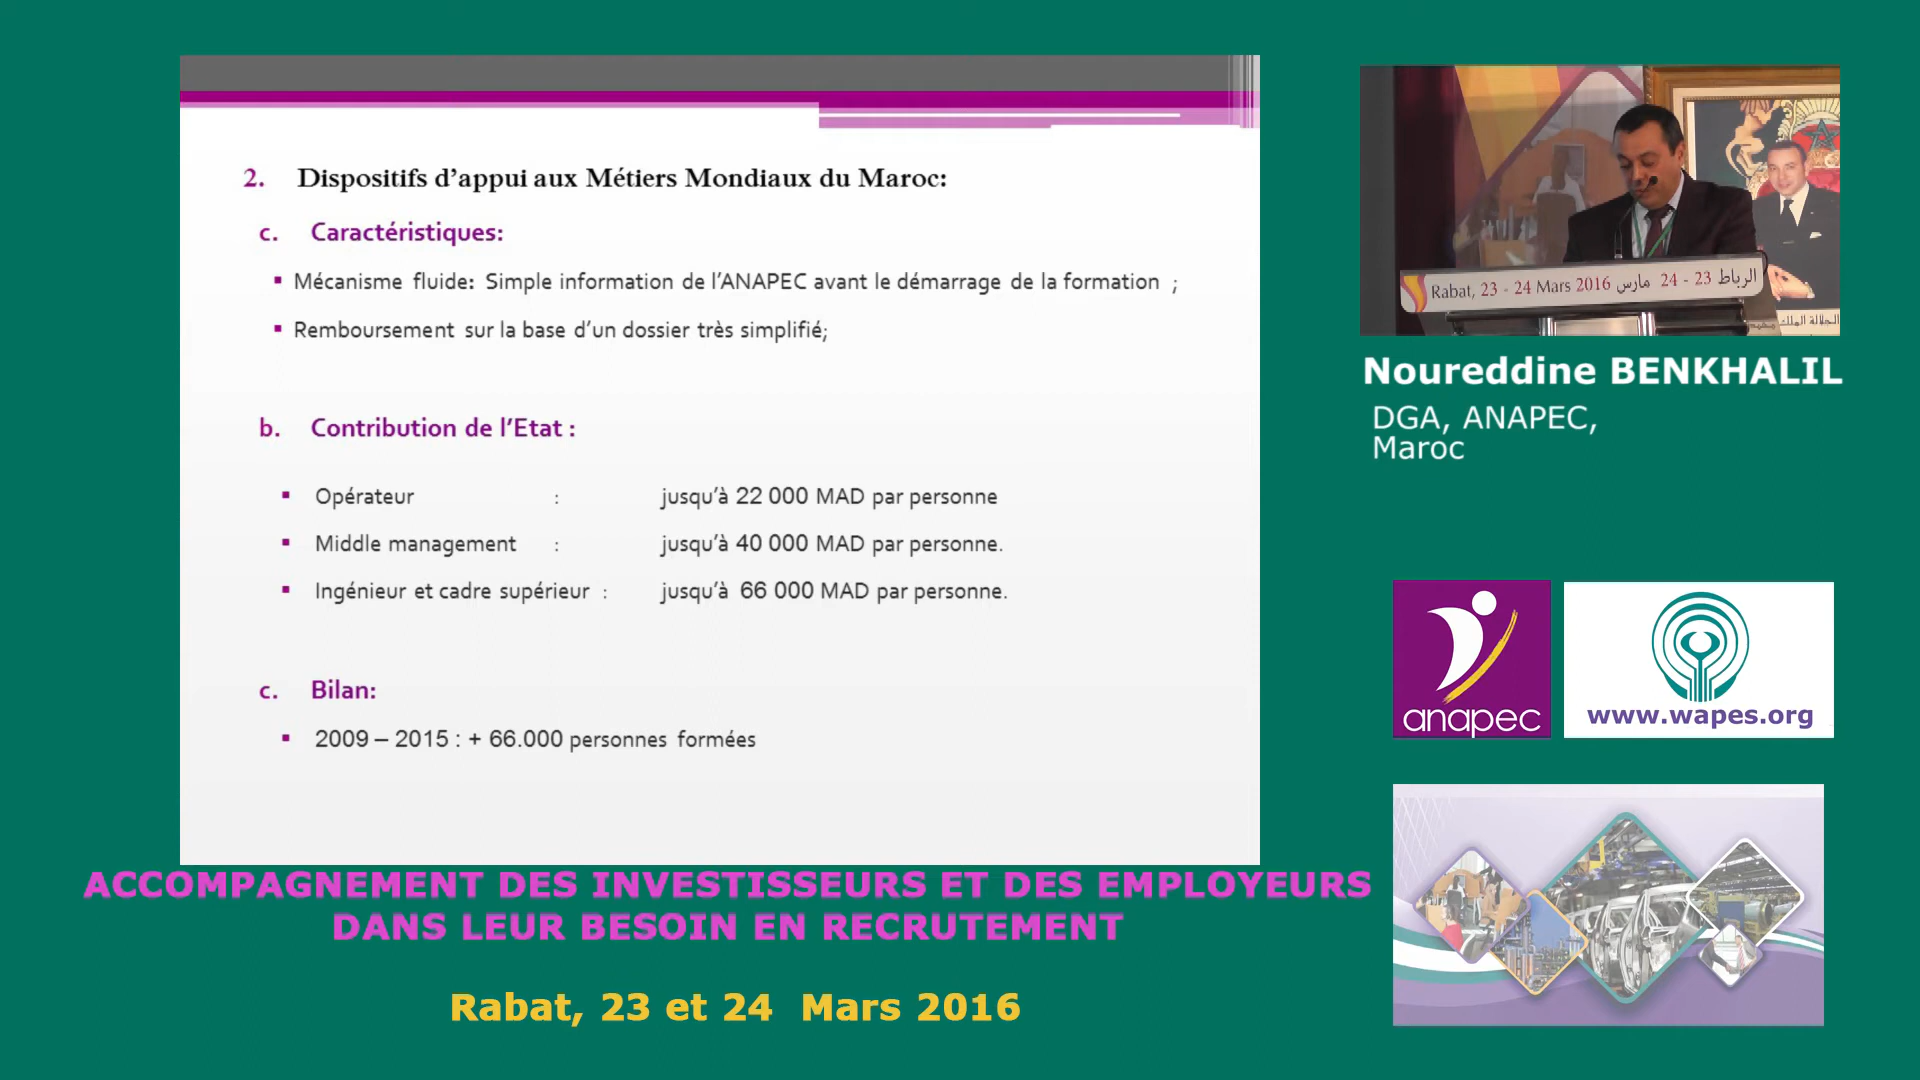 2. Dispositifs d’appui aux Métiers Mondiaux du Maroc:
c. Caractéristiques:
▪ Mécanisme fluide: Simple information de l’ANAPEC avant le démarrage de la formation ;
▪ Remboursement sur la base d’un dossier très simplifié;
b. Contribution de l’Etat :
▪ Opérateur : jusqu’à 22 000 MAD par personne
▪ Middle management : jusqu’à 40 000 MAD par personne.
▪ Ingénieur et cadre supérieur : jusqu’à 66 000 MAD par personne.
c. Bilan:
▪ 2009 – 2015 : + 66.000 personnes formées
ACCOMPAGNEMENT DES INVESTISSEURS ET DES EMPLOYEURS
DANS LEUR BESOIN EN RECRUTEMENT
Rabat, 23 et 24 Mars 2016
Rabat, 23 - 24 Mars 2016 الرباط 23 - 24 مارس
Noureddine BENKHALIL
DGA, ANAPEC,
Maroc
anapec
www.wapes.org